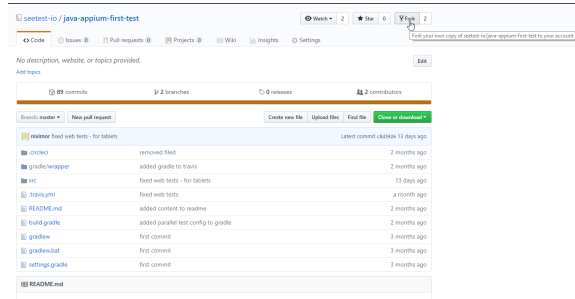 seetest-io / java-appium-first-test
Watch 2 Star 0 Fork 2
Fork your own copy of seetest-io/java-appium-first-test to your account
Code Issues 0 Pull requests 0 Projects 0 Wiki Insights Settings
No description, website, or topics provided. Edit
Add topics
89 commits 2 branches 0 releases 2 contributors
Branch: master New pull request Create new file Upload files Find file Clone or download
nivimor fixed web tests - for tablets Latest commit c8d3926 13 days ago
.circleci removed filed 2 months ago
gradle/wrapper added gradle to travis 2 months ago
src fixed web tests - for tablets 13 days ago
.travis.yml fixed web tests a month ago
README.md added content to readme 2 months ago
build.gradle added parallel test config to gradle 2 months ago
gradlew first commit 3 months ago
gradlew.bat first commit 3 months ago
settings.gradle first commit 3 months ago
README.md